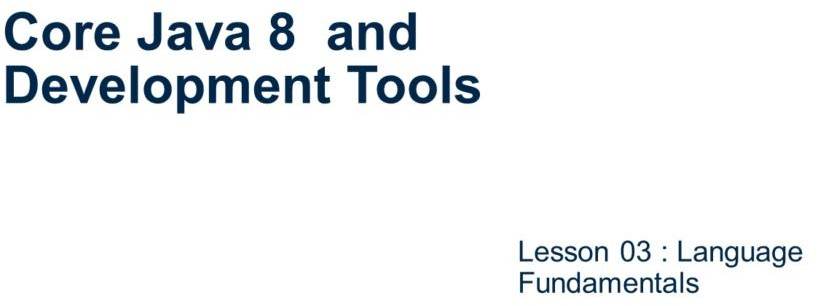 Core Java 8  and
Development Tools
Lesson 03 : Language
Fundamentals